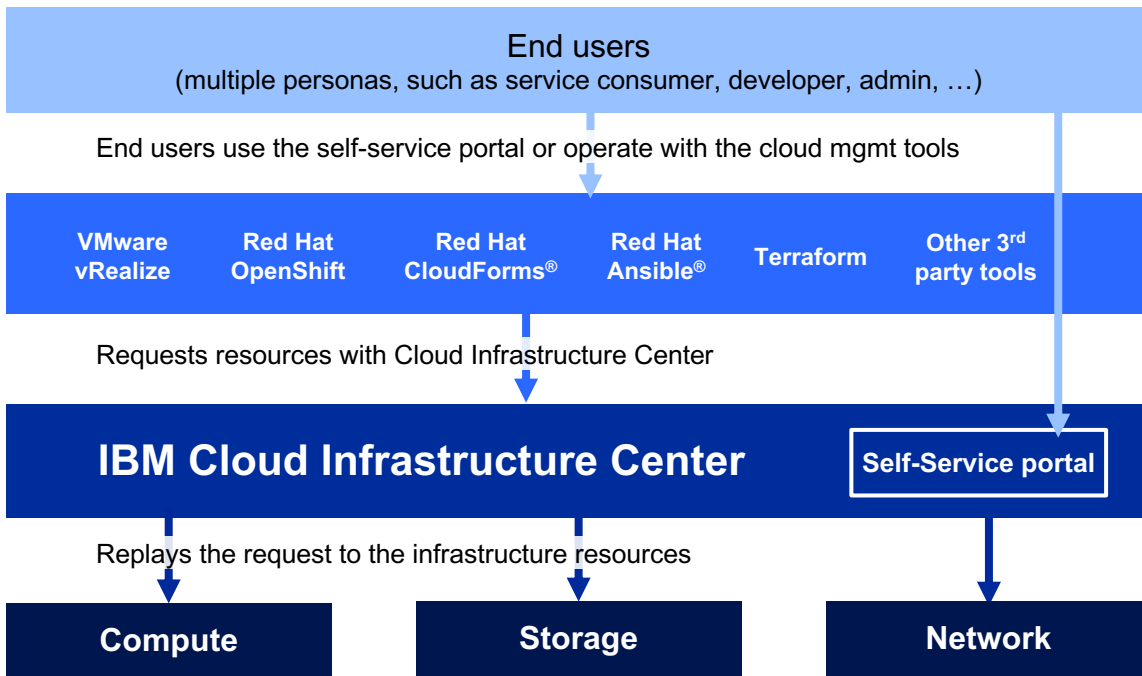 End users
(multiple personas, such as service consumer, developer, admin, …)
End users use the self-service portal or operate with the cloud mgmt tools
VMware
vRealize
Red Hat
OpenShift
Red Hat
CloudForms®
Red Hat
Ansible®
Terraform
Other 3rd
party tools
Requests resources with Cloud Infrastructure Center
IBM Cloud Infrastructure Center
Self-Service portal
Replays the request to the infrastructure resources
Compute
Storage
Network